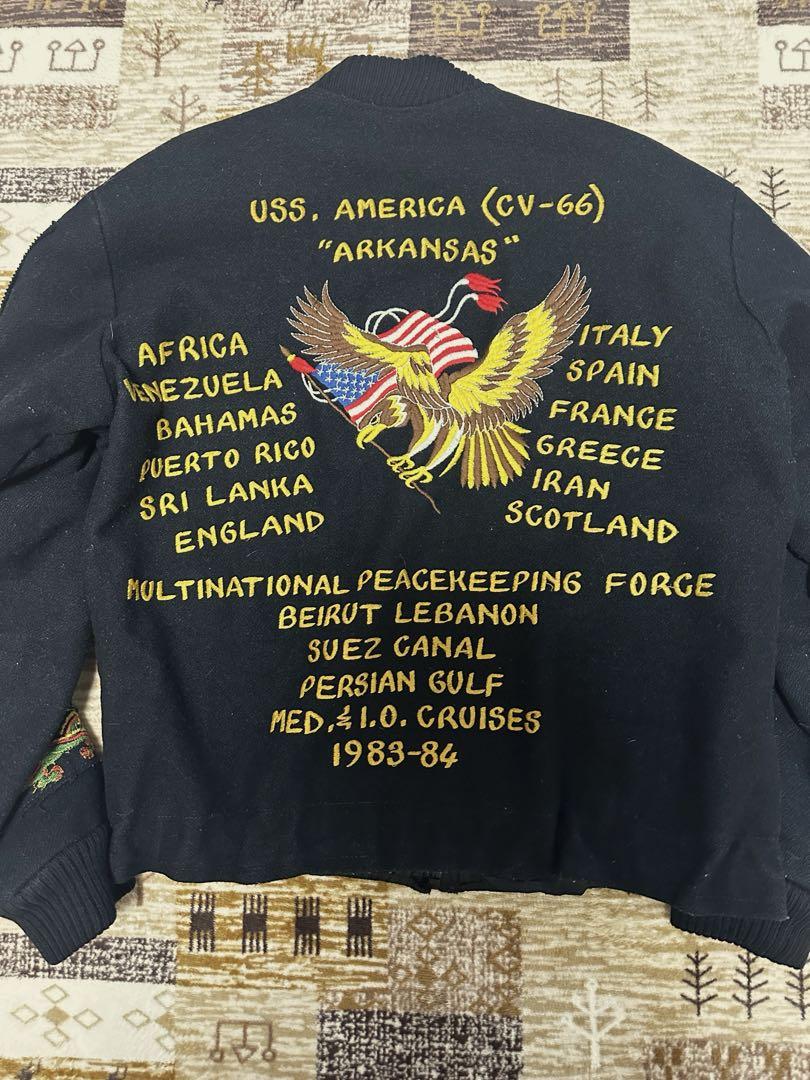 USS. AMERICA (CV-66)
"ARKANSAS"
AFRICA
VENEZUELA
BAHAMAS
PUERTO RICO
SRI LANKA
ENGLAND
ITALY
SPAIN
FRANCE
GREECE
IRAN
SCOTLAND
MULTINATIONAL PEACEKEEPING FORCE
BEIRUT LEBANON
SUEZ CANAL
PERSIAN GULF
MED. & I.O. CRUISES
1983-84